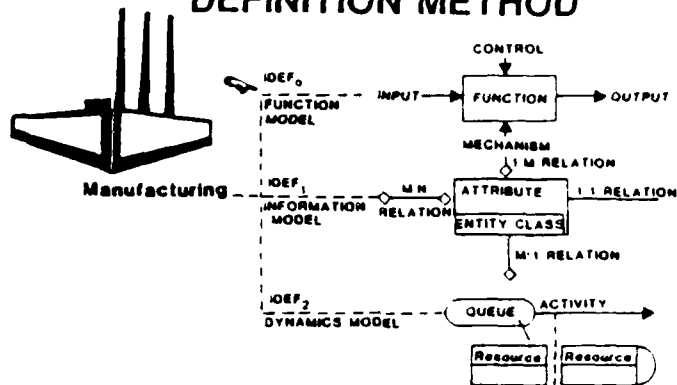 DEFINITION METHOD
CONTROL
IDEF₀
FUNCTION
MODEL
INPUT
FUNCTION
OUTPUT
MECHANISM
1 M RELATION
Manufacturing
IDEF₁
INFORMATION
MODEL
M N
RELATION
ATTRIBUTE
ENTITY CLASS
1 1 RELATION
M:1 RELATION
IDEF₂
DYNAMICS MODEL
QUEUE
ACTIVITY
Resource
Resource